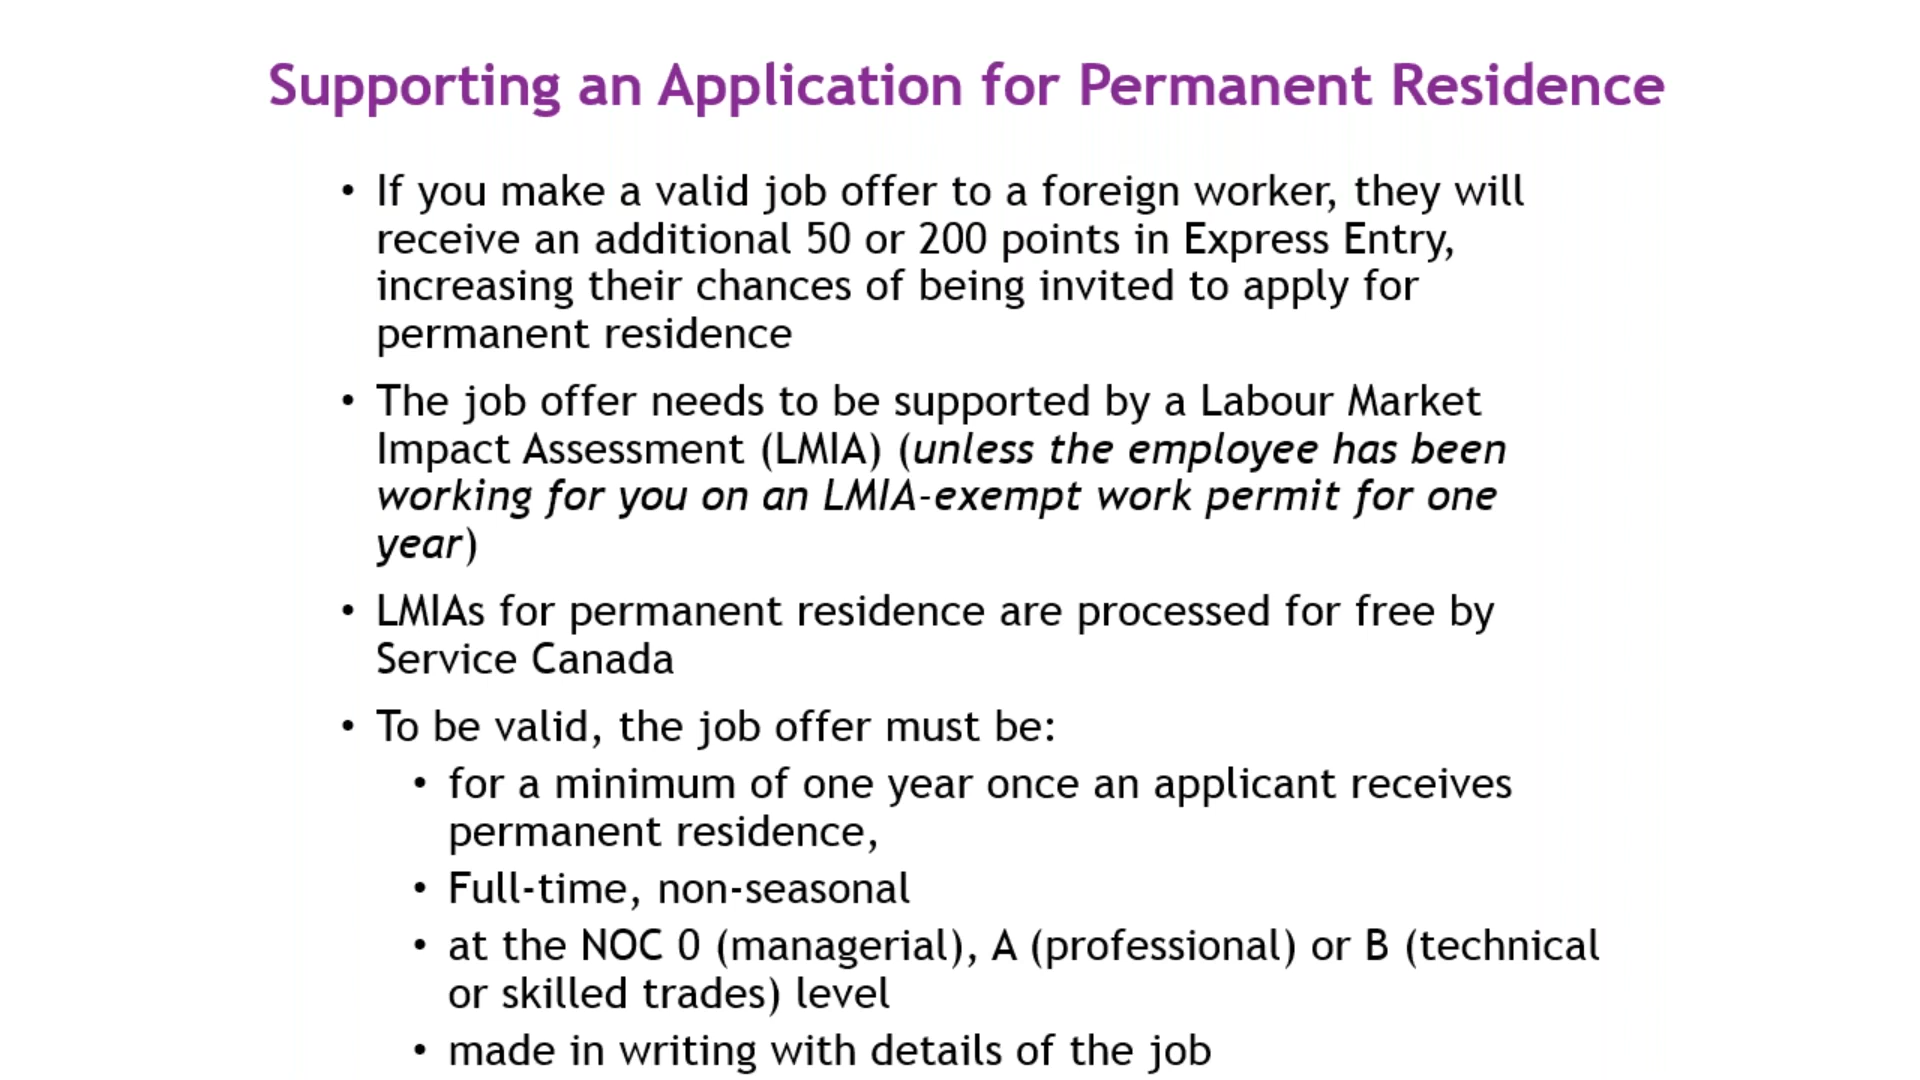 Supporting an Application for Permanent Residence
• If you make a valid job offer to a foreign worker, they will
receive an additional 50 or 200 points in Express Entry,
increasing their chances of being invited to apply for
permanent residence
• The job offer needs to be supported by a Labour Market
Impact Assessment (LMIA) (unless the employee has been
working for you on an LMIA-exempt work permit for one
year)
• LMIAs for permanent residence are processed for free by
Service Canada
• To be valid, the job offer must be:
• for a minimum of one year once an applicant receives
permanent residence,
• Full-time, non-seasonal
• at the NOC 0 (managerial), A (professional) or B (technical
or skilled trades) level
• made in writing with details of the job